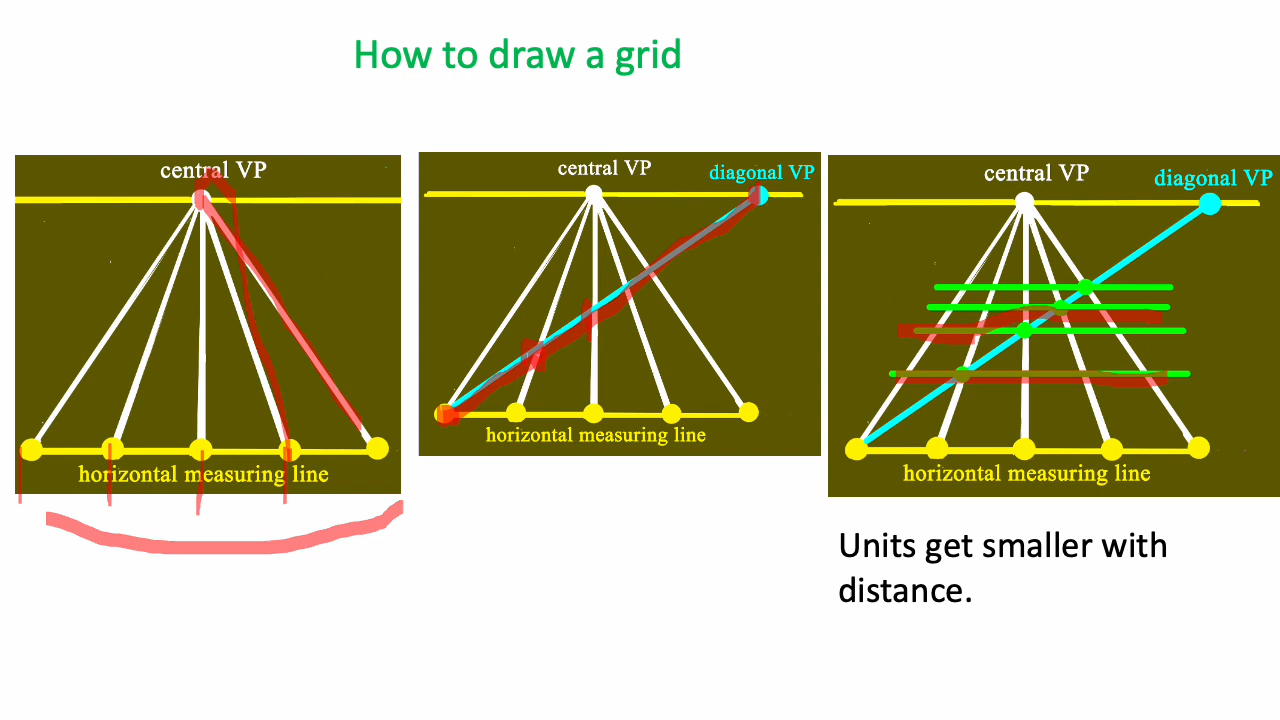 How to draw a grid
central VP
horizontal measuring line
central VP
diagonal VP
horizontal measuring line
central VP
diagonal VP
horizontal measuring line
Units get smaller with
distance.